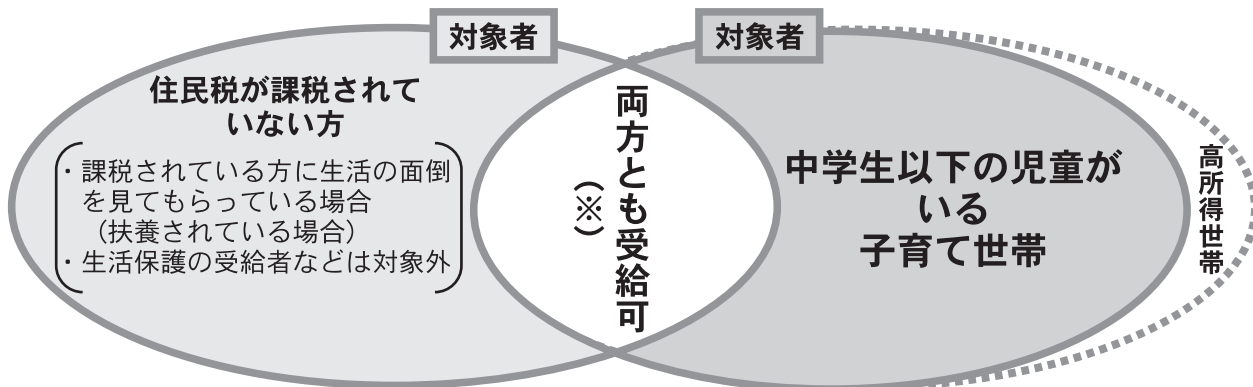 対象者
住民税が課税されて
いない方
・課税されている方に生活の面倒
を見てもらっている場合
（扶養されている場合）
・生活保護の受給者などは対象外
両方とも受給可
（※）
対象者
中学生以下の児童が
いる
子育て世帯
高所得世帯